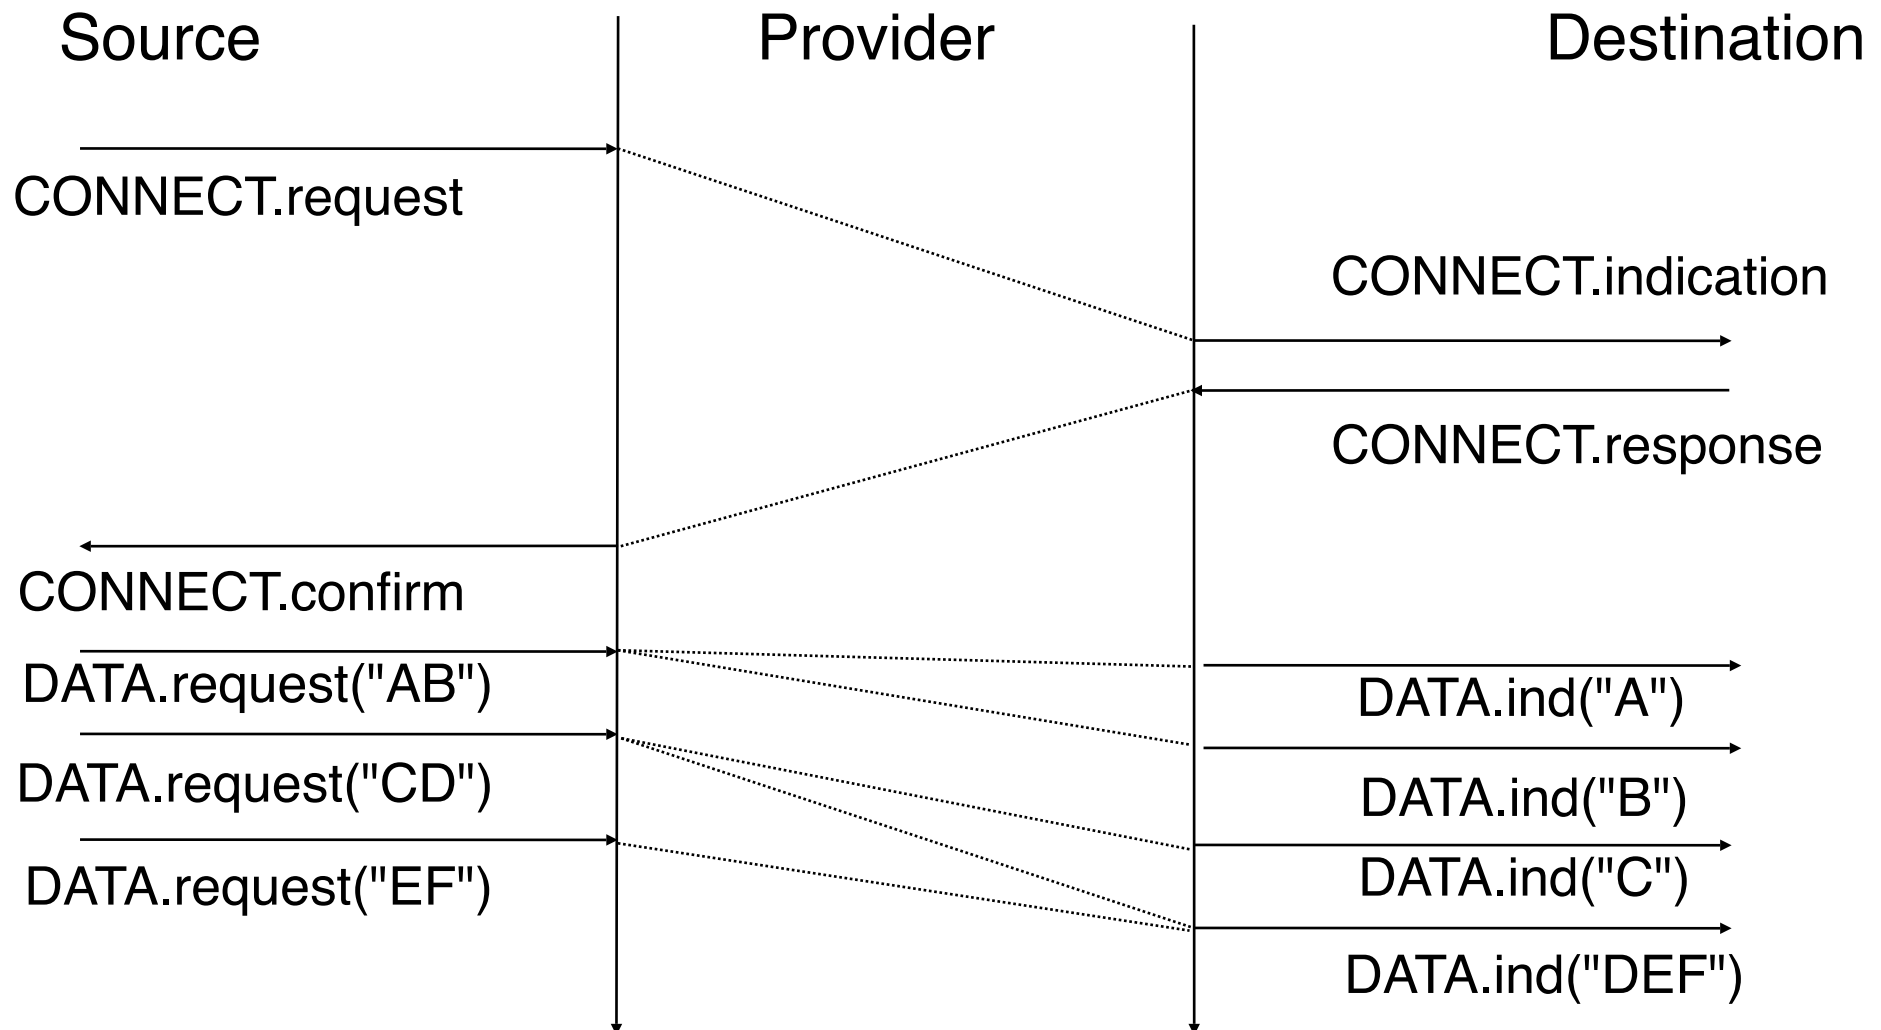 Source
Provider
Destination
CONNECT.request
CONNECT.indication
CONNECT.response
CONNECT.confirm
DATA.request("AB")
DATA.ind("A")
DATA.request("CD")
DATA.ind("B")
DATA.request("EF")
DATA.ind("C")
DATA.ind("DEF")